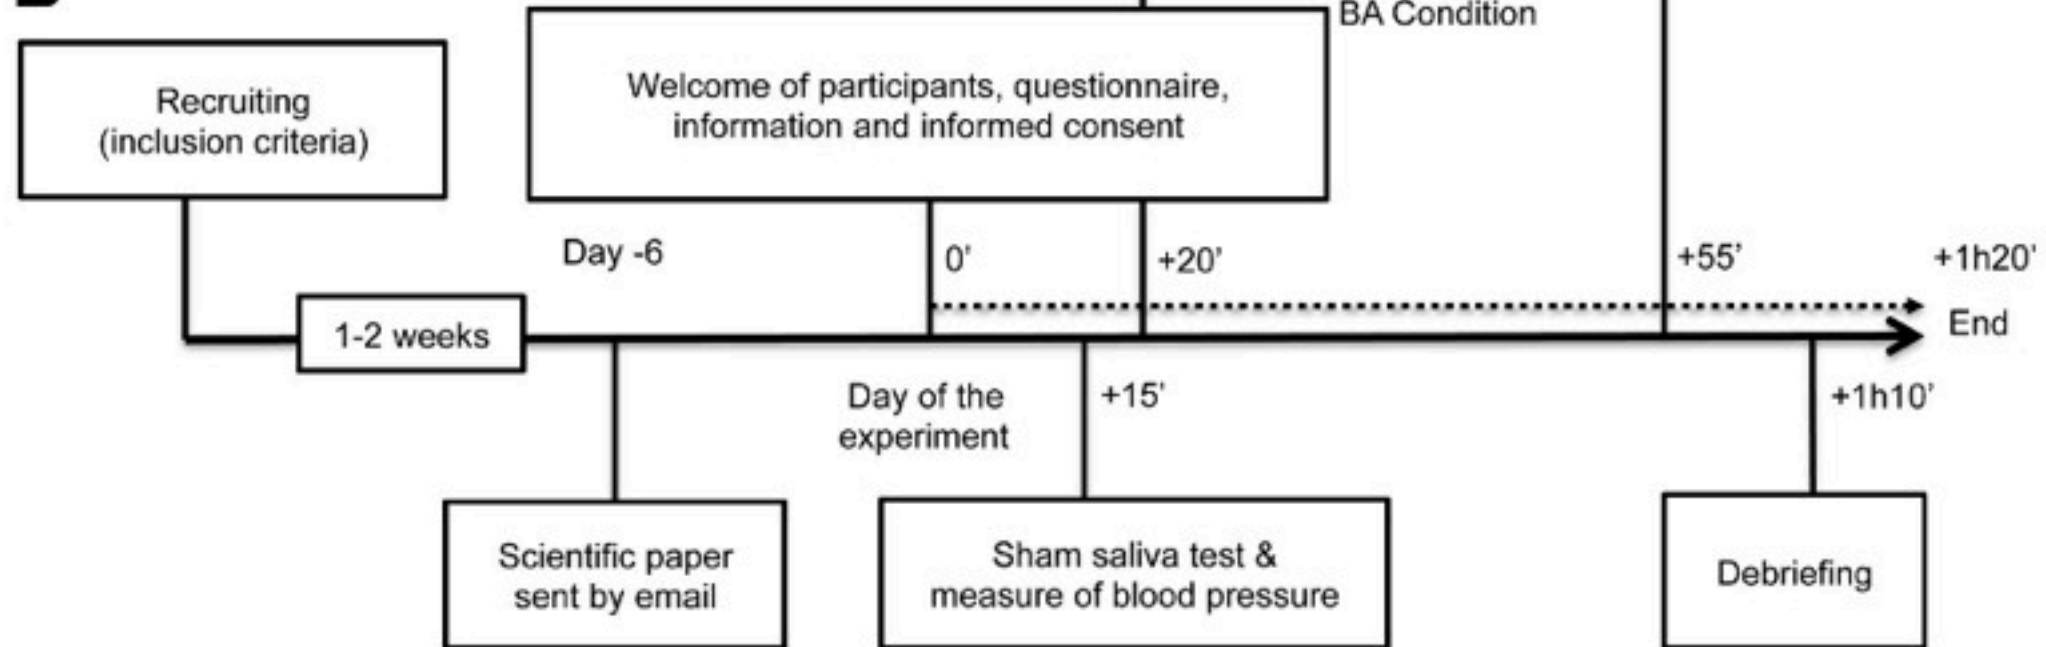 BA Condition
Recruiting
(inclusion criteria)
Welcome of participants, questionnaire,
information and informed consent
Day -6
0’
+20’
+55’
+1h20’
1-2 weeks
End
Day of the
experiment
+15’
+1h10’
Scientific paper
sent by email
Sham saliva test &
measure of blood pressure
Debriefing